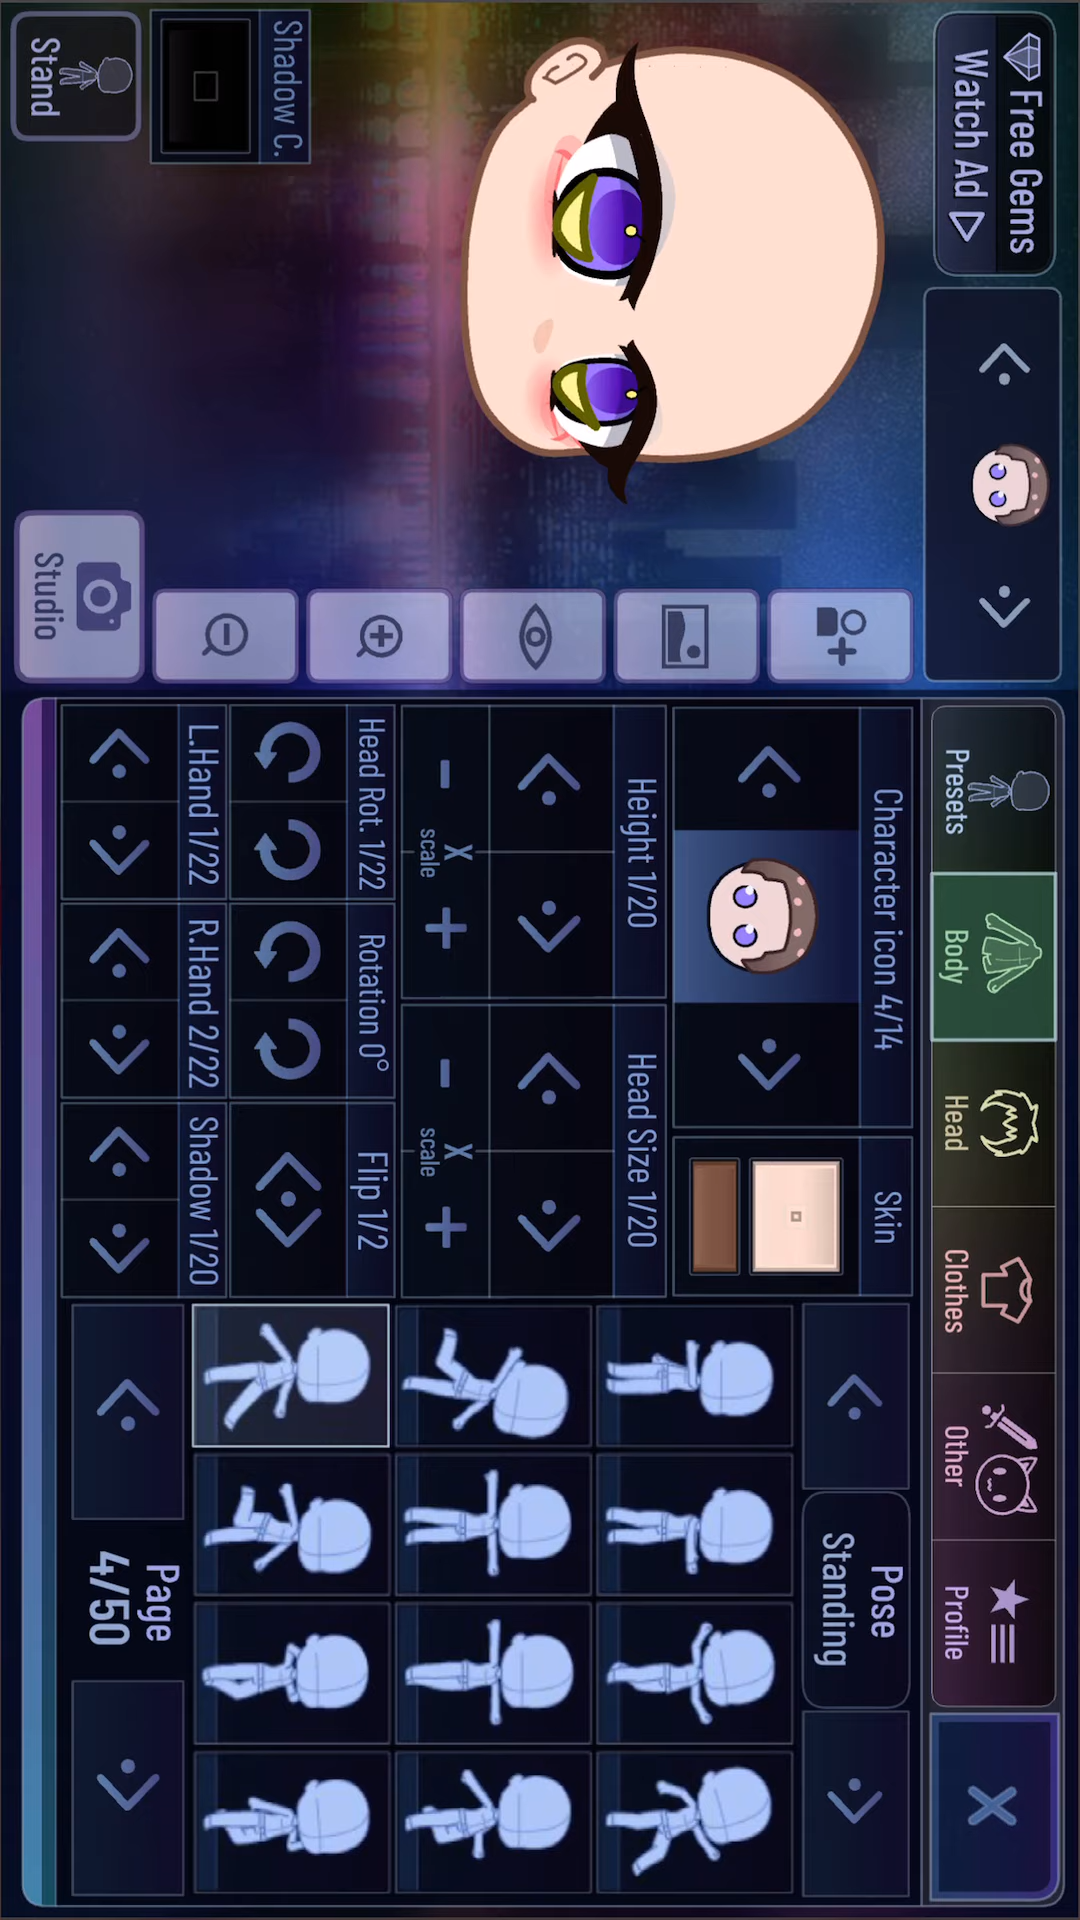 Free Gems
Watch Ad
Presets
Body
Head
Clothes
Other
Profile
X
Character icon 4/14
Skin
Pose
Standing
Height 1/20
Head Size 1/20
X
scale
X
scale
Head Rot. 1/22
Rotation 0°
Flip 1/2
L.Hand 1/22
R.Hand 2/22
Shadow 1/20
Page
4/50
Shadow C.
Stand
Studio